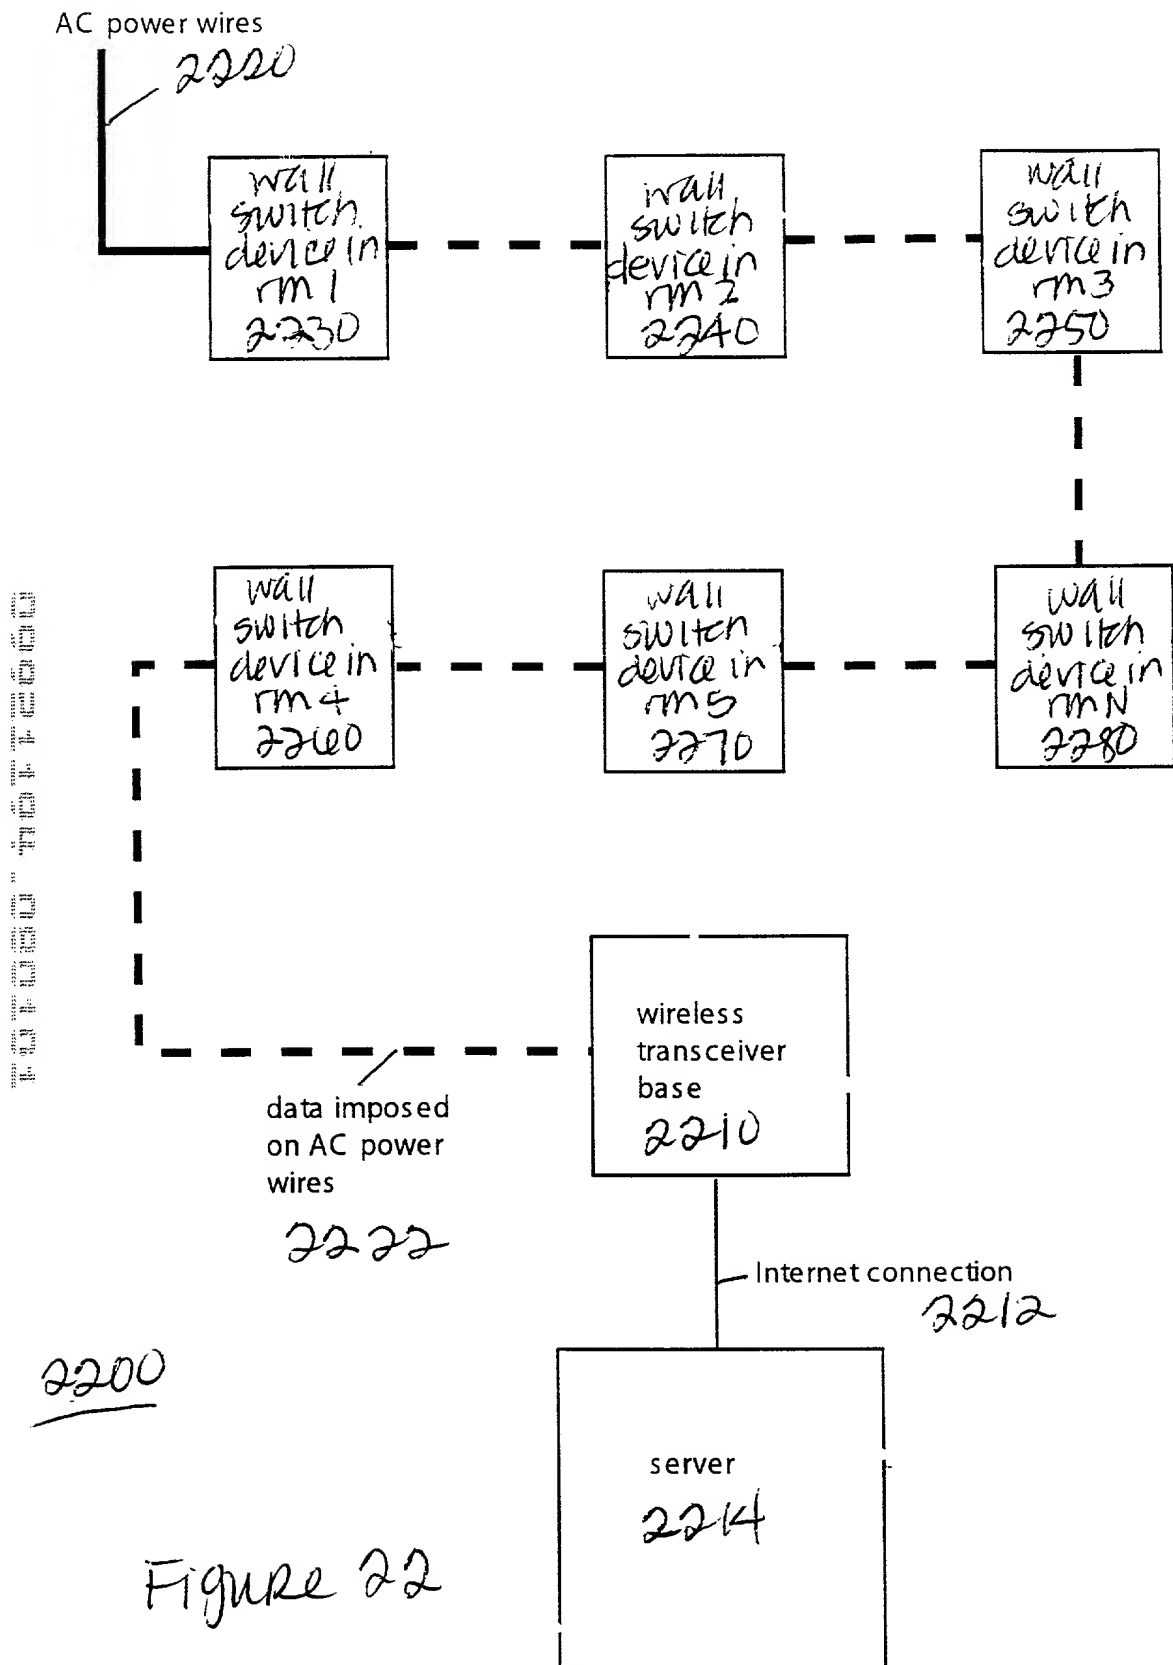 AC power wires
2220
wall
switch
device in
rm 1
2230
wall
switch
device in
rm 2
2240
wall
switch
device in
rm 3
2250
wall
switch
device in
rm 4
2260
wall
switch
device in
rm 5
2270
wall
switch
device in
rm N
2280
wireless
transceiver
base
2210
data imposed
on AC power
wires
2222
Internet connection
2212
2200
server
2214
Figure 22